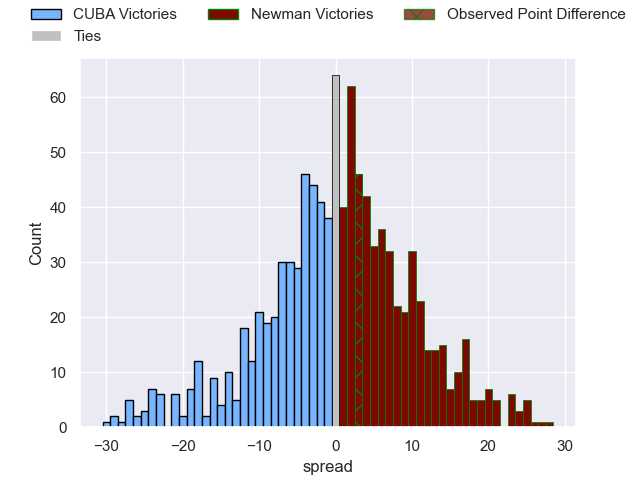 CUBA Victories Newman Victories Observed Point Difference
Ties
60
50
40
30
20
10
0
Count
−30 −20 −10 0 10 20 30
spread